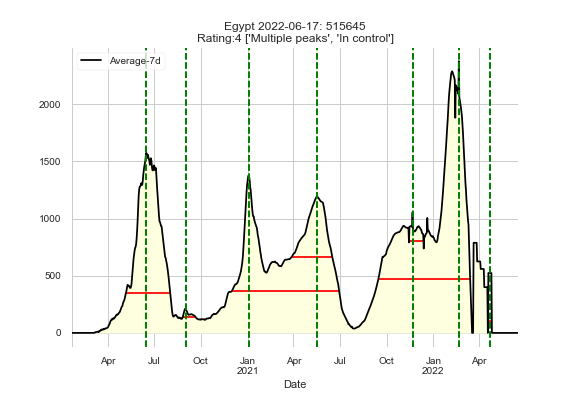 Egypt 2022-06-17: 515645
Rating:4 ['Multiple peaks', 'In control']
Average-7d
2000
1500
1000
500
0
Apr Jul Oct Jan Apr Jul Oct Jan Apr
2021 2022
Date